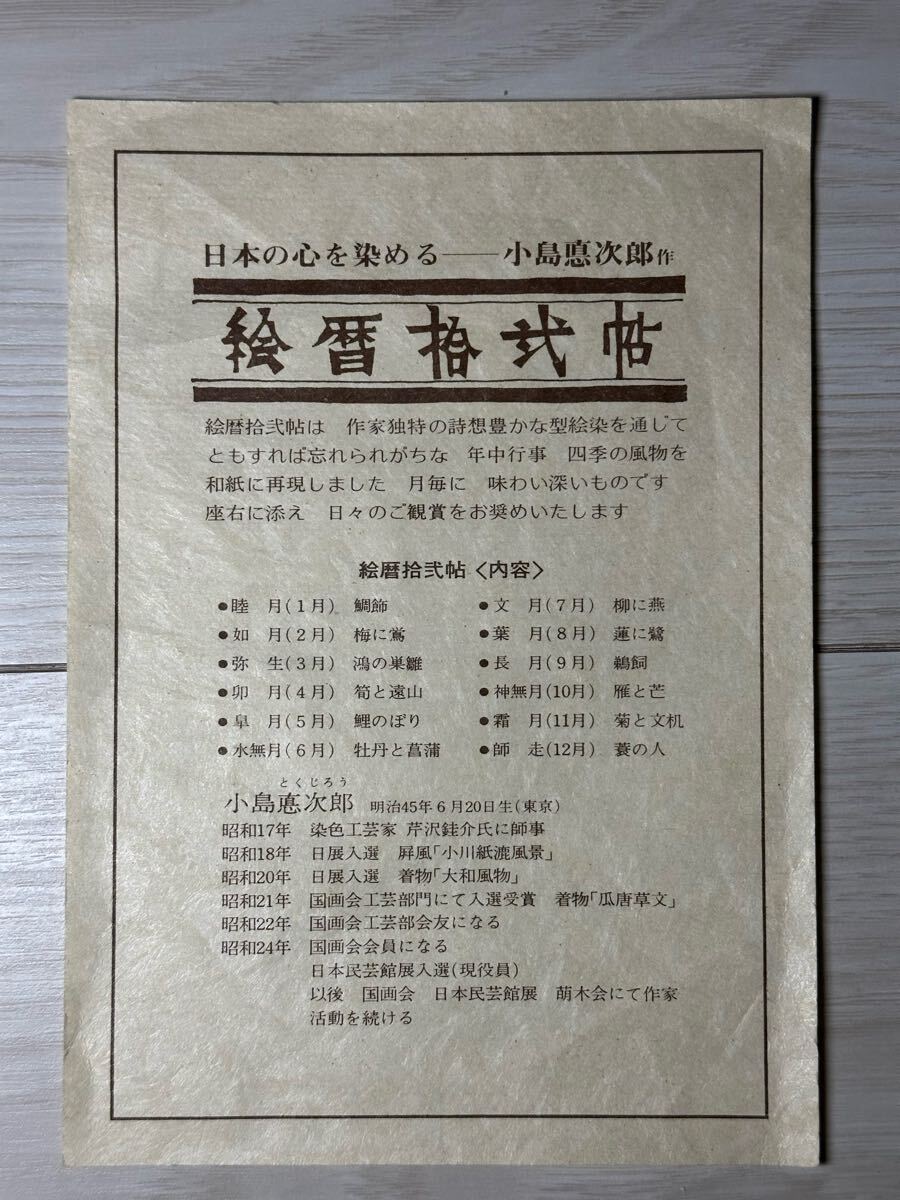 日本の心を染める──小島悳次郎作
絵暦拾弐帖
絵暦拾弐帖は 作家独特の詩想豊かな型絵染を通じて
ともすれば忘れられがちな 年中行事 四季の風物を
和紙に再現しました 月毎に 味わい深いものです
座右に添え 日々のご観賞をお奨めいたします
絵暦拾弐帖〈内容〉
●睦 月(1月) 鯛飾
●如 月(2月) 梅に鴬
●弥 生(3月) 鴻の巣雛
●卯 月(4月) 筍と遠山
●皐 月(5月) 鯉のぼり
●水無月(6月) 牡丹と菖蒲
●文 月(7月) 柳に燕
●葉 月(8月) 蓮に鷺
●長 月(9月) 鵜飼
●神無月(10月) 雁と芒
●霜 月(11月) 菊と文机
●師 走(12月) 蓑の人
とくじろう
小島悳次郎 明治45年6月20日生(東京)
昭和17年 染色工芸家 芹沢銈介氏に師事
昭和18年 日展入選 屏風「小川紙漉風景」
昭和20年 日展入選 着物「大和風物」
昭和21年 国画会工芸部門にて入選受賞 着物「瓜唐草文」
昭和22年 国画会工芸部会友になる
昭和24年 国画会会員になる
日本民芸館展入選(現役員)
以後 国画会 日本民芸館展 萠木会にて作家
活動を続ける